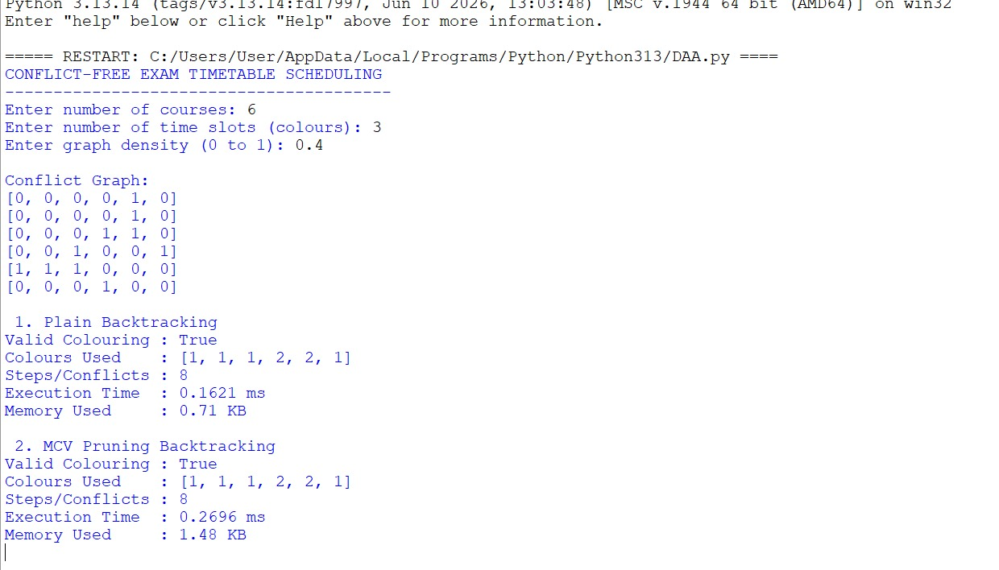 Python 3.13.14 (tags/v3.13.14:fd17997, Jun 10 2026, 13:03:48) [MSC v.1944 64 bit (AMD64)] on win32
Enter "help" below or click "Help" above for more information.
===== RESTART: C:/Users/User/AppData/Local/Programs/Python/Python313/DAA.py ====
CONFLICT-FREE EXAM TIMETABLE SCHEDULING
----------------------------------------
Enter number of courses: 6
Enter number of time slots (colours): 3
Enter graph density (0 to 1): 0.4
Conflict Graph:
[0, 0, 0, 0, 1, 0]
[0, 0, 0, 0, 1, 0]
[0, 0, 0, 1, 1, 0]
[0, 0, 1, 0, 0, 1]
[1, 1, 1, 0, 0, 0]
[0, 0, 0, 1, 0, 0]
1. Plain Backtracking
Valid Colouring : True
Colours Used    : [1, 1, 1, 2, 2, 1]
Steps/Conflicts : 8
Execution Time  : 0.1621 ms
Memory Used     : 0.71 KB
2. MCV Pruning Backtracking
Valid Colouring : True
Colours Used    : [1, 1, 1, 2, 2, 1]
Steps/Conflicts : 8
Execution Time  : 0.2696 ms
Memory Used     : 1.48 KB